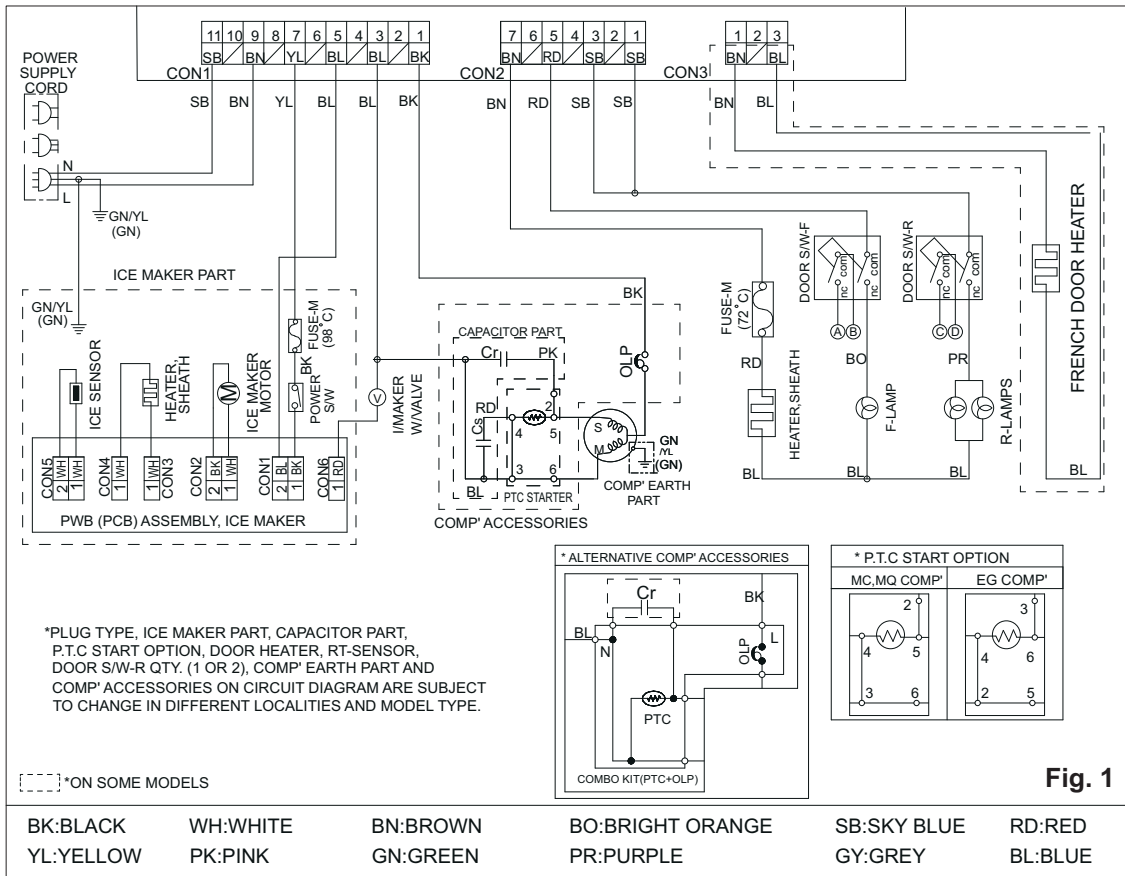 11 10 9 8 7 6 5 4 3 2 1
SB BN YL BL BL BK
7 6 5 4 3 2 1
BN RD SB SB
1 2 3
BN BL
POWER
SUPPLY
CORD
CON1
CON2
CON3
SB BN YL BL BL BK
BN RD SB SB
BN BL
N
L
GN/YL
(GN)
GN/YL
(GN)
ICE MAKER PART
ICE SENSOR
HEATER,
SHEATH
M
ICE MAKER
MOTOR
FUSE-M
(98°C)
BK
POWER
S/W
V
I/MAKER
W/VALVE
CON5
2 WH
1 WH
CON4
1 WH
1 WH
CON3
CON2
2 BK
1 WH
CON1
2 BL
1 BK
CON6
1 RD
PWB (PCB) ASSEMBLY, ICE MAKER
CAPACITOR PART
Cr
PK
RD
Cs
2
4 5
3 6
BL
PTC STARTER
COMP' ACCESSORIES
BK
OLP
S
M
GN
/YL
(GN)
COMP' EARTH
PART
FUSE-M
(72°C)
RD
HEATER,SHEATH
BL
DOOR S/W-F
nc com
nc com
A B
BO
F-LAMP
BL
DOOR S/W-R
nc com
nc com
C D
PR
R-LAMPS
BL
FRENCH DOOR HEATER
BL
* ALTERNATIVE COMP' ACCESSORIES
Cr
BK
BL
N
L
OLP
PTC
COMBO KIT(PTC+OLP)
* P.T.C START OPTION
MC,MQ COMP'
EG COMP'
2
4 5
3 6
3
4 6
2 5
*PLUG TYPE, ICE MAKER PART, CAPACITOR PART,
P.T.C START OPTION, DOOR HEATER, RT-SENSOR,
DOOR S/W-R QTY. (1 OR 2), COMP' EARTH PART AND
COMP' ACCESSORIES ON CIRCUIT DIAGRAM ARE SUBJECT
TO CHANGE IN DIFFERENT LOCALITIES AND MODEL TYPE.
*ON SOME MODELS
Fig. 1
BK:BLACK WH:WHITE BN:BROWN BO:BRIGHT ORANGE SB:SKY BLUE RD:RED
YL:YELLOW PK:PINK GN:GREEN PR:PURPLE GY:GREY BL:BLUE